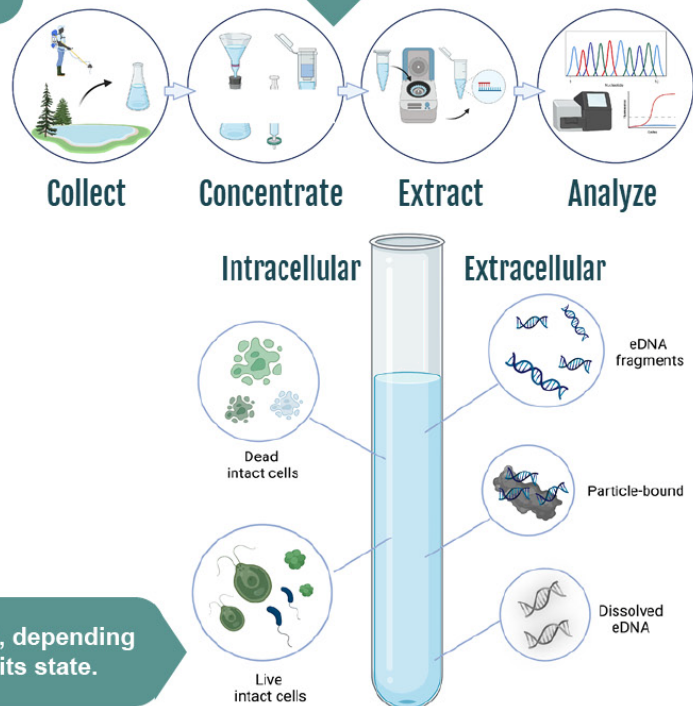 Collect
Concentrate
Extract
Analyze
Intracellular
Extracellular
eDNA
fragments
Dead
intact cells
Particle-bound
Dissolved
eDNA
Live
intact cells
, depending
its state.